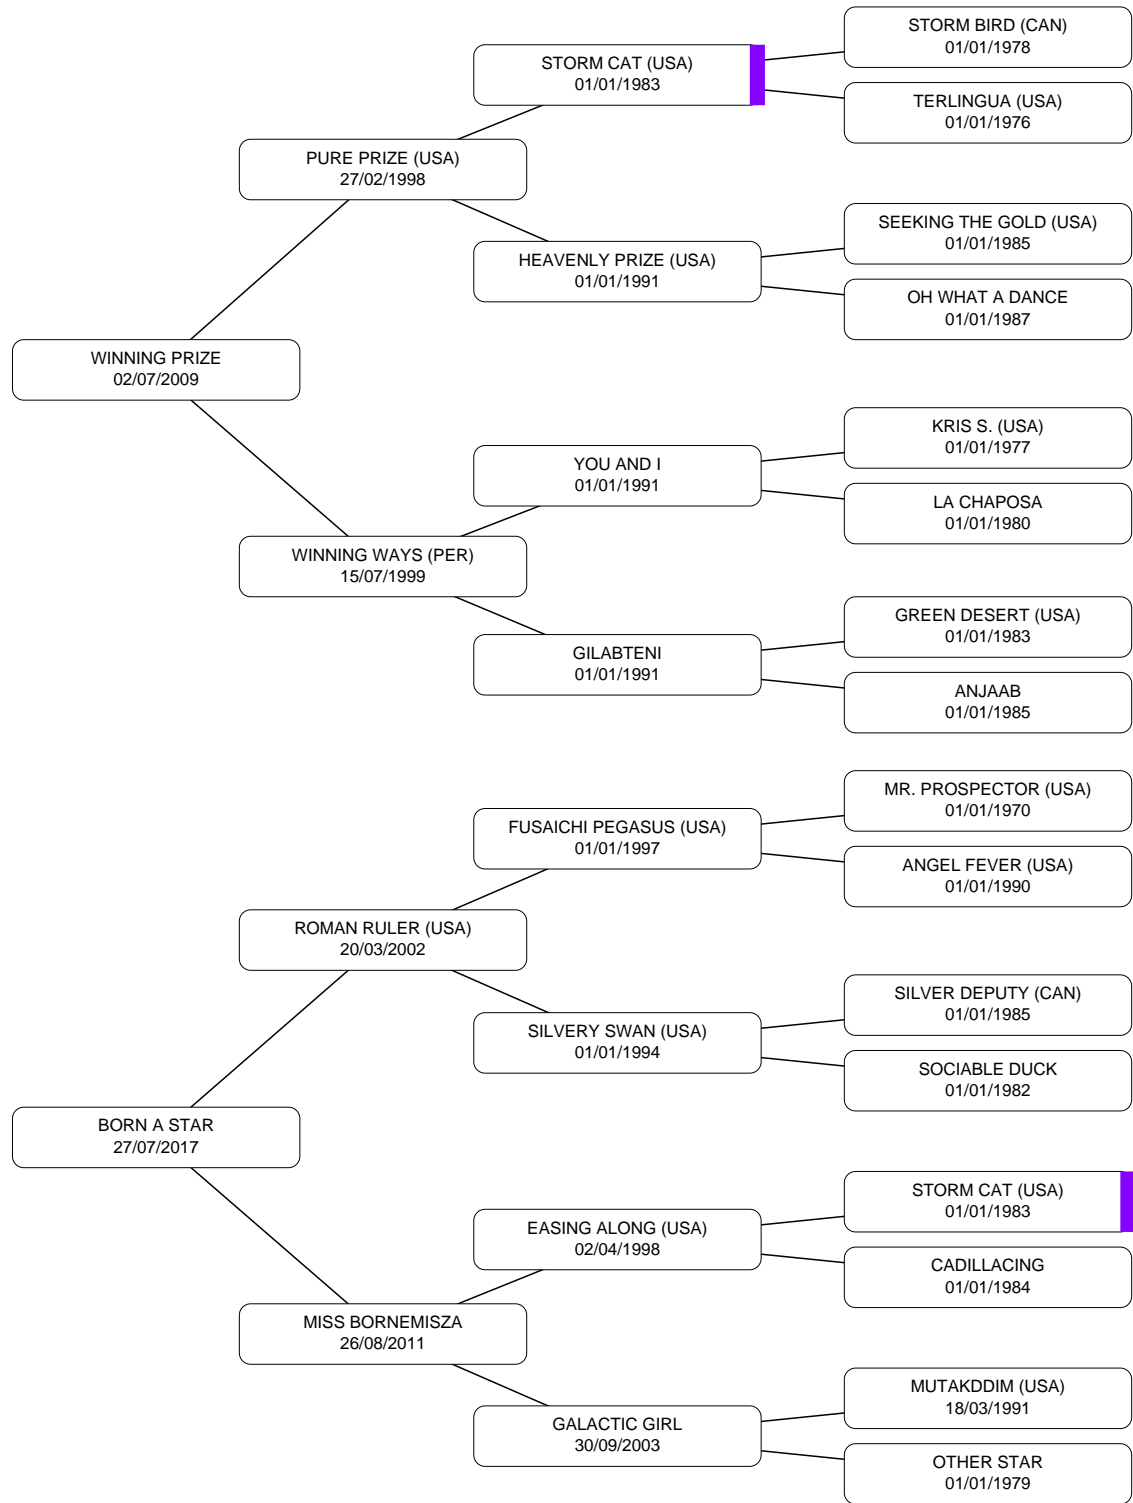 STORM BIRD (CAN)
01/01/1978
STORM CAT (USA)
01/01/1983
TERLINGUA (USA)
01/01/1976
PURE PRIZE (USA)
27/02/1998
SEEKING THE GOLD (USA)
01/01/1985
HEAVENLY PRIZE (USA)
01/01/1991
OH WHAT A DANCE
01/01/1987
WINNING PRIZE
02/07/2009
KRIS S. (USA)
01/01/1977
YOU AND I
01/01/1991
LA CHAPOSA
01/01/1980
WINNING WAYS (PER)
15/07/1999
GREEN DESERT (USA)
01/01/1983
GILABTENI
01/01/1991
ANJAAB
01/01/1985
MR. PROSPECTOR (USA)
01/01/1970
FUSAICHI PEGASUS (USA)
01/01/1997
ANGEL FEVER (USA)
01/01/1990
ROMAN RULER (USA)
20/03/2002
SILVER DEPUTY (CAN)
01/01/1985
SILVERY SWAN (USA)
01/01/1994
SOCIABLE DUCK
01/01/1982
BORN A STAR
27/07/2017
STORM CAT (USA)
01/01/1983
EASING ALONG (USA)
02/04/1998
CADILLACING
01/01/1984
MISS BORNEMISZA
26/08/2011
MUTAKDDIM (USA)
18/03/1991
GALACTIC GIRL
30/09/2003
OTHER STAR
01/01/1979